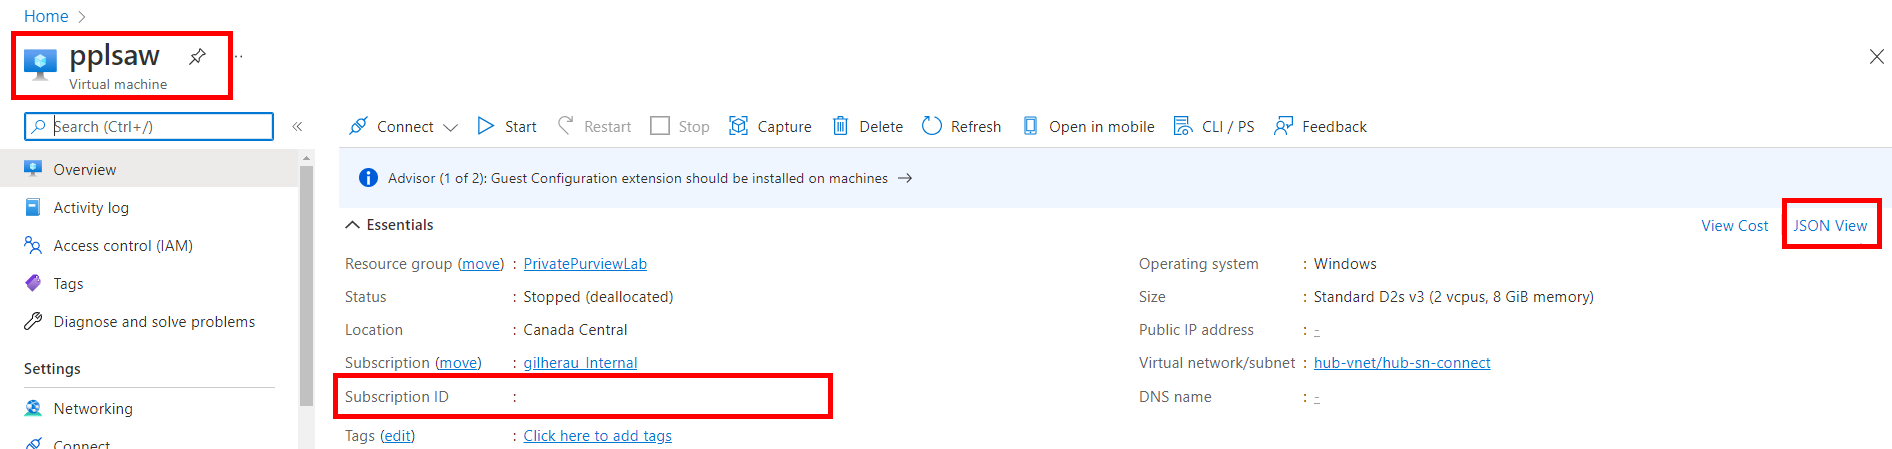 Home >
pplsaw
Virtual machine
Search (Ctrl+/)
«
Overview
Activity log
Access control (IAM)
Tags
Diagnose and solve problems
Settings
Networking
Connect
Connect Start Restart Stop Capture Delete Refresh Open in mobile CLI / PS Feedback
Advisor (1 of 2): Guest Configuration extension should be installed on machines →
Essentials
View Cost JSON View
Resource group (move) : PrivatePurviewLab
Status : Stopped (deallocated)
Location : Canada Central
Subscription (move) : gilherau_Internal
Subscription ID :
Tags (edit) : Click here to add tags
Operating system : Windows
Size : Standard D2s v3 (2 vcpus, 8 GiB memory)
Public IP address : -
Virtual network/subnet : hub-vnet/hub-sn-connect
DNS name : -